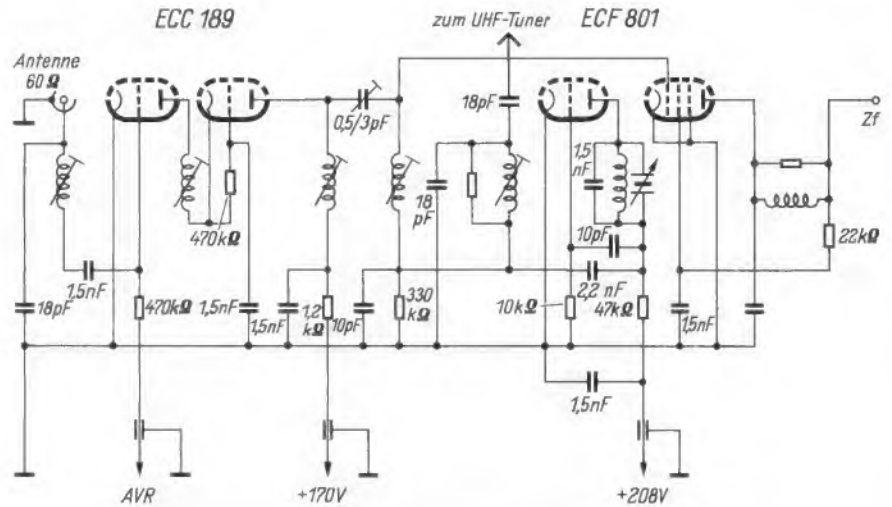 ECC 189
zum UHF-Tuner
ECF 801
Antenne
60 Ω
0,5/3pF
18pF
Zf
1,5
nF
18
pF
470kΩ
10pF
22kΩ
1,5nF
2,2 nF
18pF
470kΩ
1,5nF
1,5nF
1,2
kΩ
10pF
330
kΩ
10kΩ
47kΩ
1,5nF
1,5nF
AVR
+170V
+208V